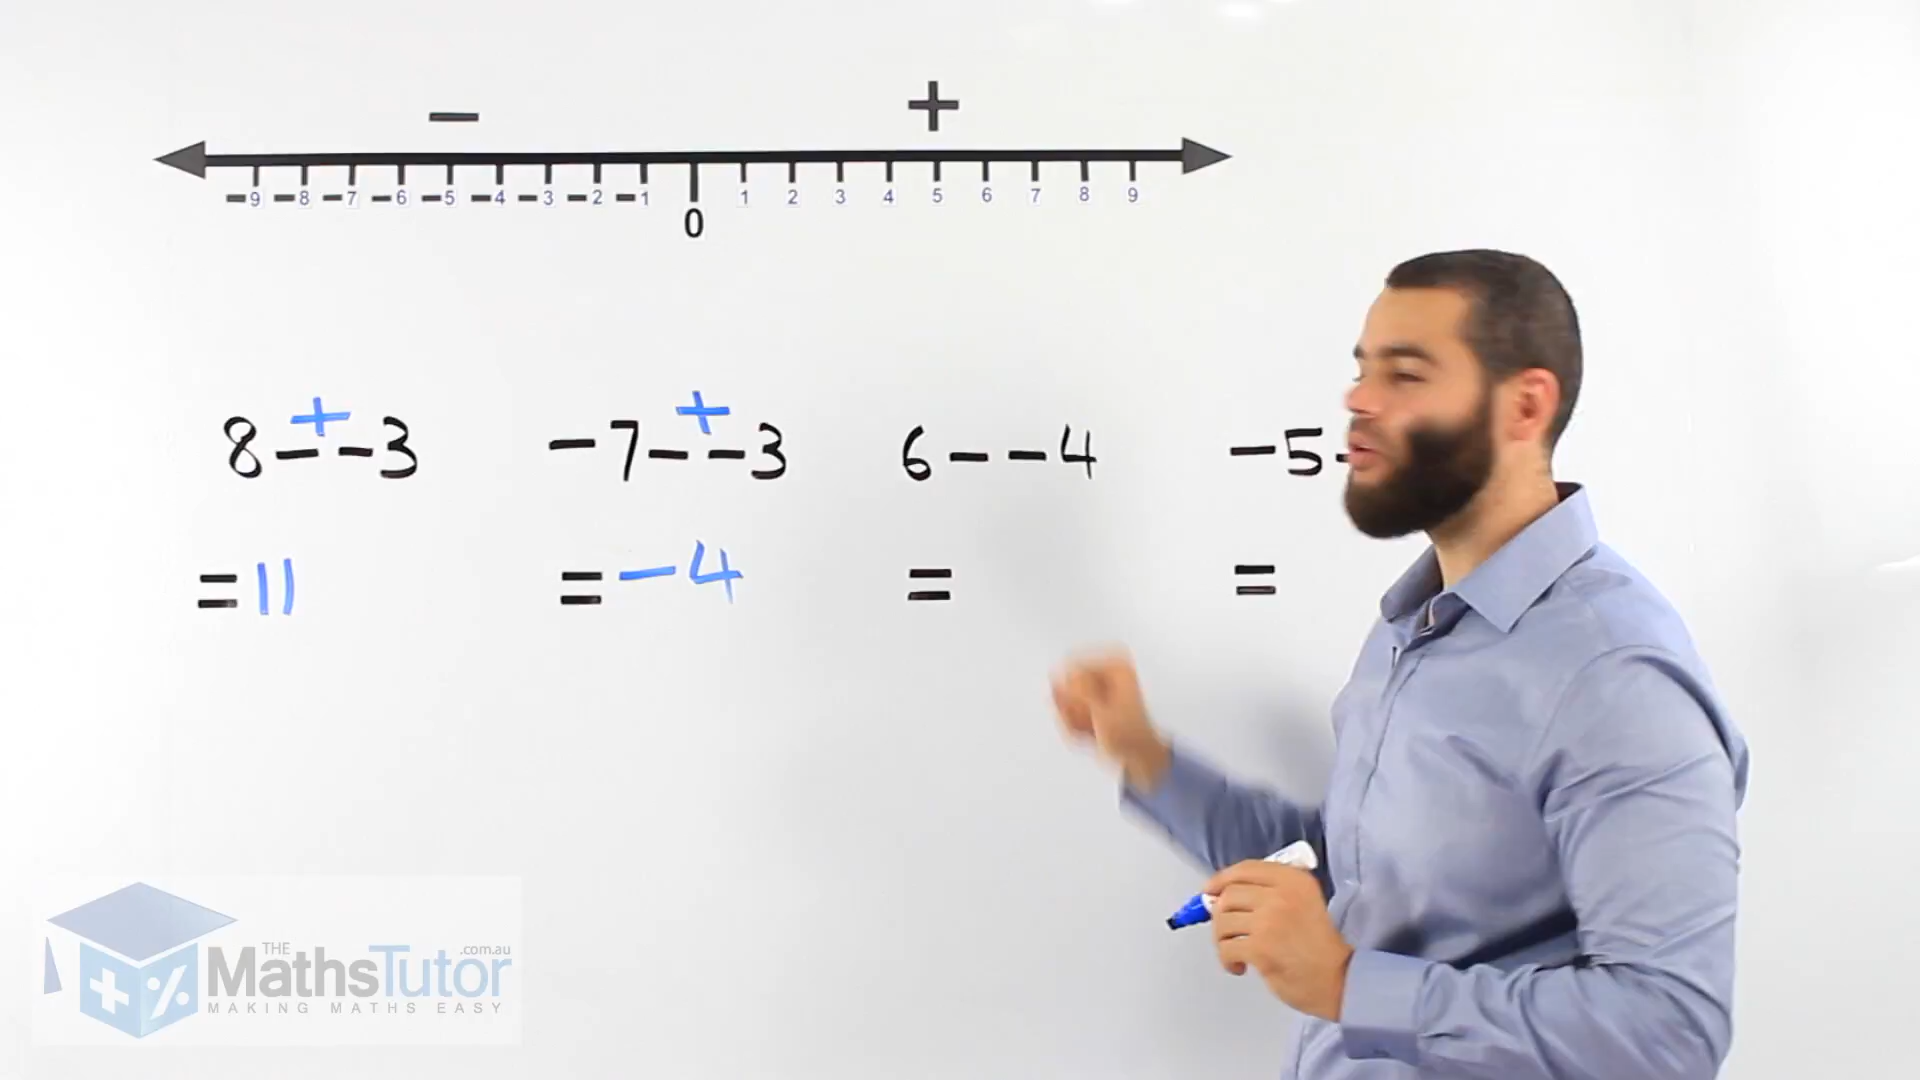 − +
-9 -8 -7 -6 -5 -4 -3 -2 -1 0 1 2 3 4 5 6 7 8 9
+ +
8 - -3 -7 - -3 6 - -4 -5 -
= 11 = -4 = =
THE MathsTutor .com.au
MAKING MATHS EASY